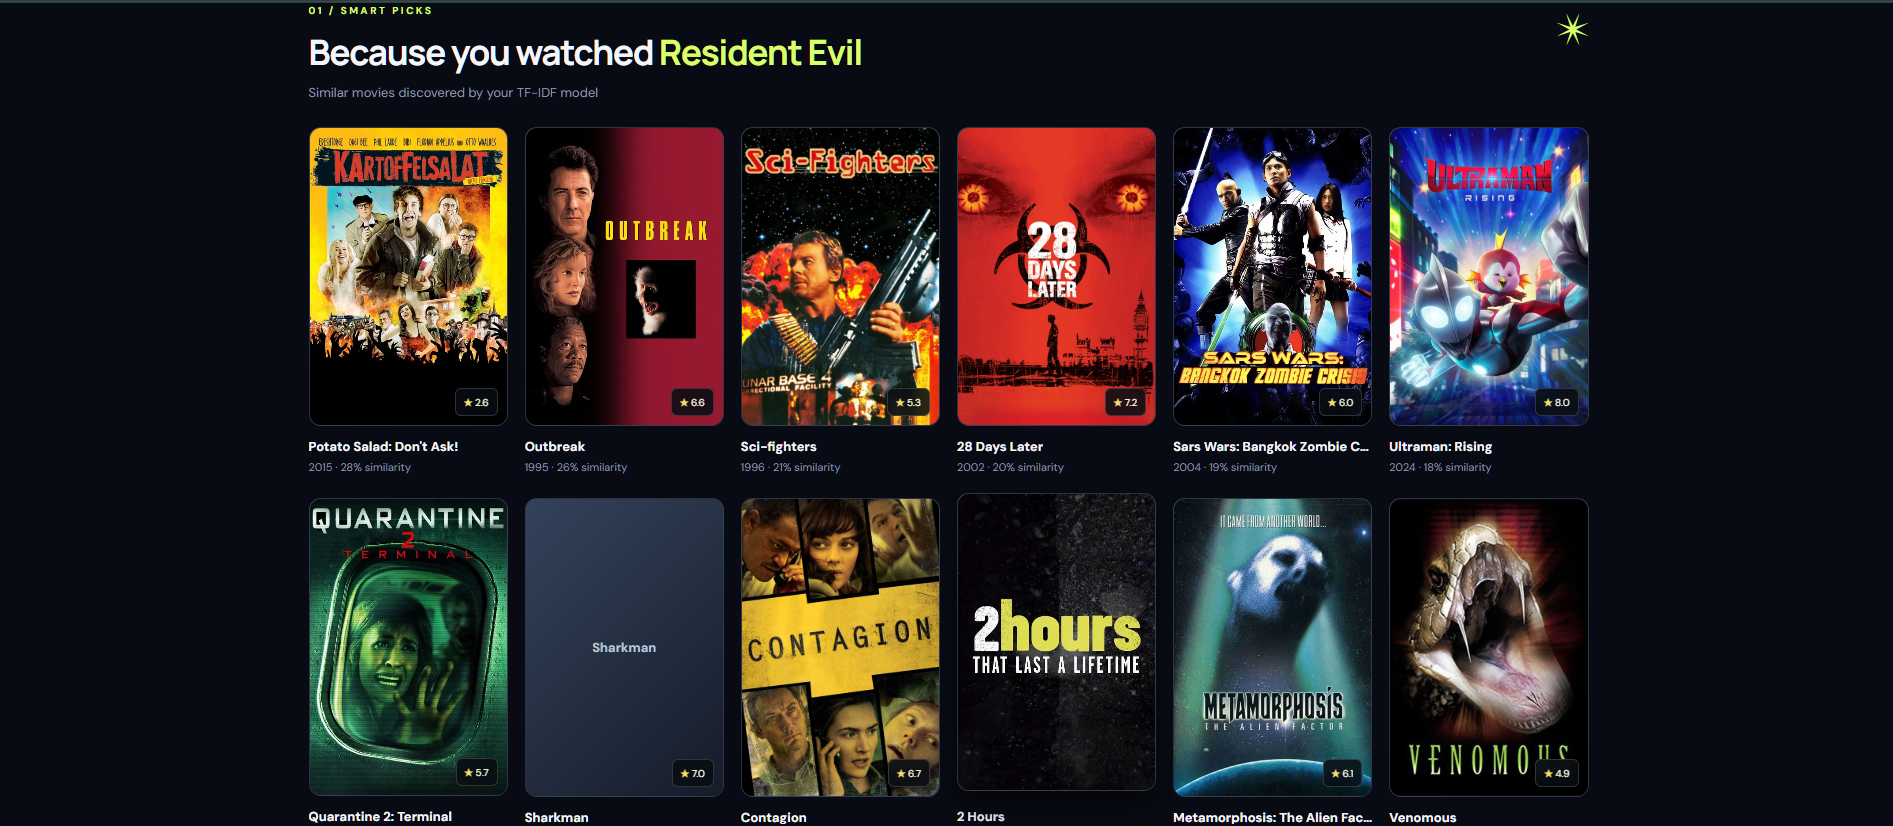 01 / SMART PICKS
Because you watched Resident Evil
Similar movies discovered by your TF-IDF model
KARTOFFELSALAT
OUTBREAK
Sci-Fighters
LUNAR BASE 4
CORRECTIONAL FACILITY
28
DAYS
LATER
SARS WARS:
BANGKOK ZOMBIE CRISIS
ULTRAMAN
RISING
★ 2.6
★ 6.6
★ 5.3
★ 7.2
★ 6.0
★ 8.0
Potato Salad: Don't Ask!
2015 · 28% similarity
Outbreak
1995 · 26% similarity
Sci-fighters
1996 · 21% similarity
28 Days Later
2002 · 20% similarity
Sars Wars: Bangkok Zombie C...
2004 · 19% similarity
Ultraman: Rising
2024 · 18% similarity
QUARANTINE
2
TERMINAL
Sharkman
CONTAGION
2hours
THAT LAST A LIFETIME
IT CAME FROM ANOTHER WORLD...
METAMORPHOSIS
THE ALIEN FACTOR
VENOMOUS
★ 5.7
★ 7.0
★ 6.7
★ 6.1
★ 4.9
Quarantine 2: Terminal
Sharkman
Contagion
2 Hours
Metamorphosis: The Alien Fac...
Venomous